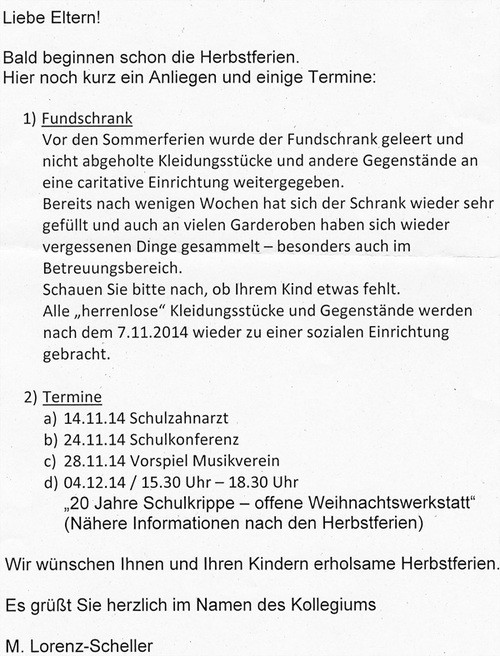 Liebe Eltern!
Bald beginnen schon die Herbstferien.
Hier noch kurz ein Anliegen und einige Termine:
1) Fundschrank
Vor den Sommerferien wurde der Fundschrank geleert und
nicht abgeholte Kleidungsstücke und andere Gegenstände an
eine caritative Einrichtung weitergegeben.
Bereits nach wenigen Wochen hat sich der Schrank wieder sehr
gefüllt und auch an vielen Garderoben haben sich wieder
vergessenen Dinge gesammelt – besonders auch im
Betreuungsbereich.
Schauen Sie bitte nach, ob Ihrem Kind etwas fehlt.
Alle „herrenlose“ Kleidungsstücke und Gegenstände werden
nach dem 7.11.2014 wieder zu einer sozialen Einrichtung
gebracht.
2) Termine
a) 14.11.14 Schulzahnarzt
b) 24.11.14 Schulkonferenz
c) 28.11.14 Vorspiel Musikverein
d) 04.12.14 / 15.30 Uhr – 18.30 Uhr
„20 Jahre Schulkrippe – offene Weihnachtswerkstatt“
(Nähere Informationen nach den Herbstferien)
Wir wünschen Ihnen und Ihren Kindern erholsame Herbstferien.
Es grüßt Sie herzlich im Namen des Kollegiums
M. Lorenz-Scheller